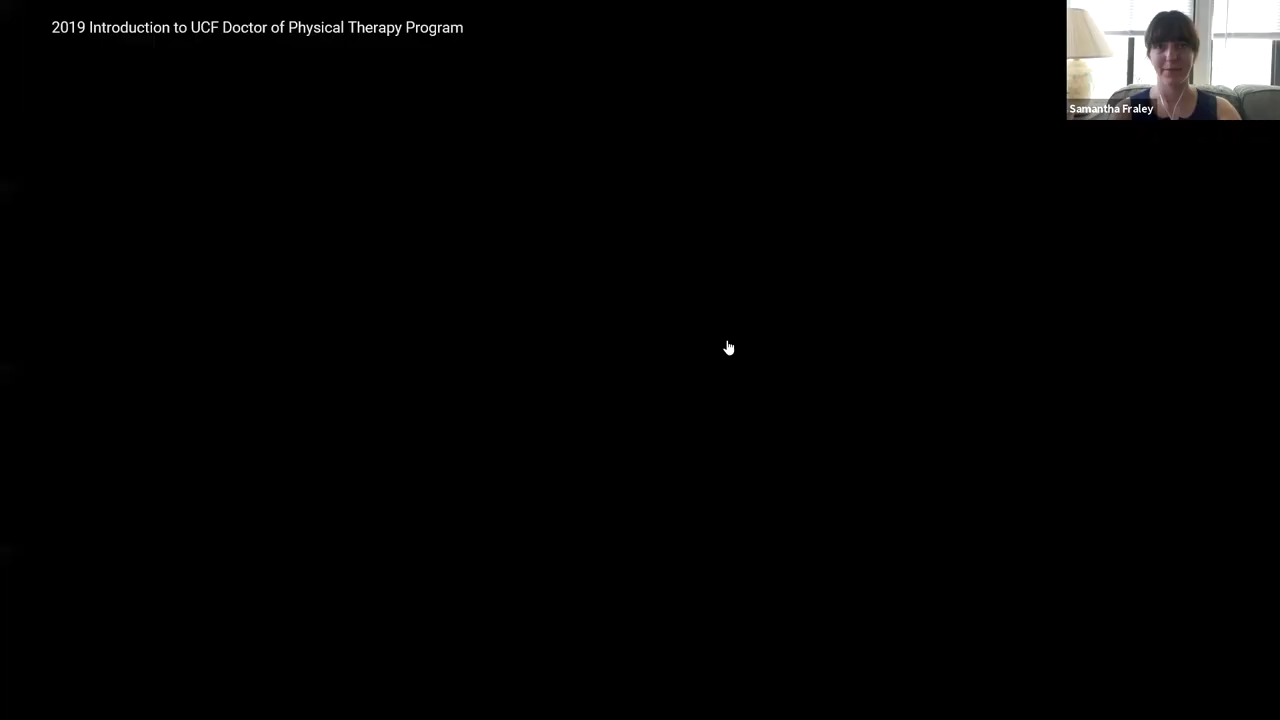 2019 Introduction to UCF Doctor of Physical Therapy Program
Samantha Fraley